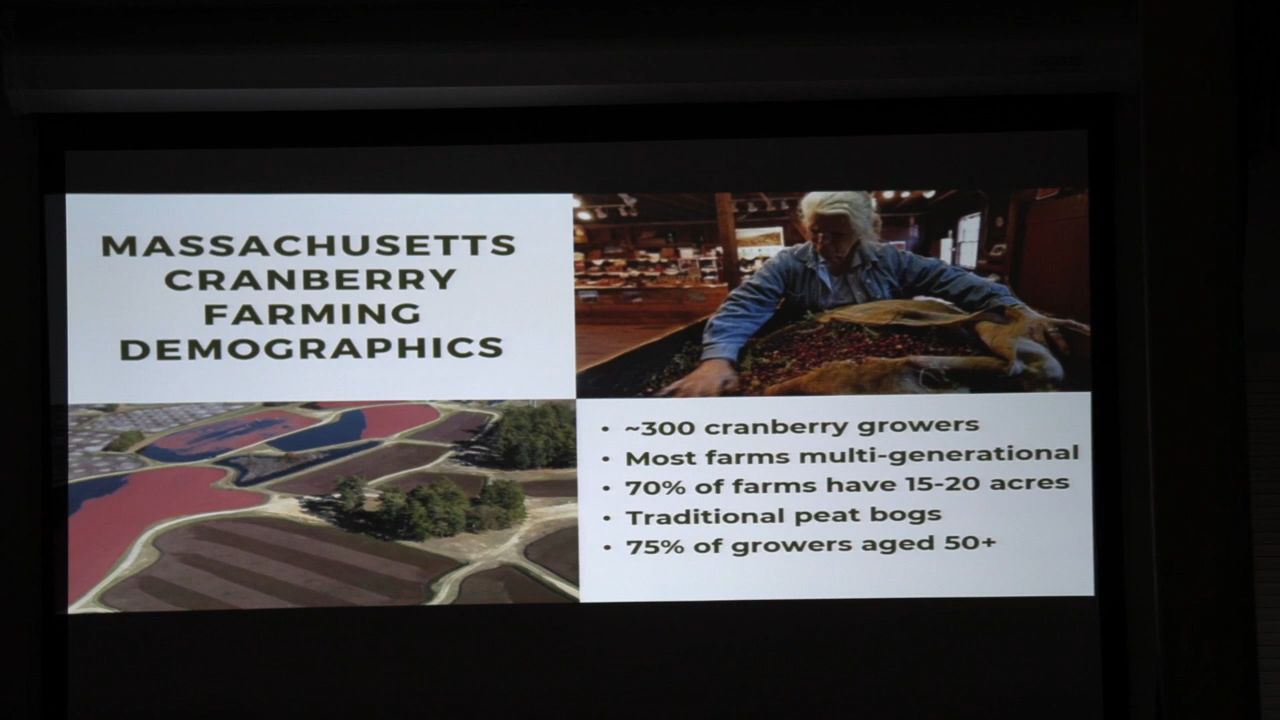 MASSACHUSETTS
CRANBERRY
FARMING
DEMOGRAPHICS
• ~300 cranberry growers
• Most farms multi-generational
• 70% of farms have 15-20 acres
• Traditional peat bogs
• 75% of growers aged 50+